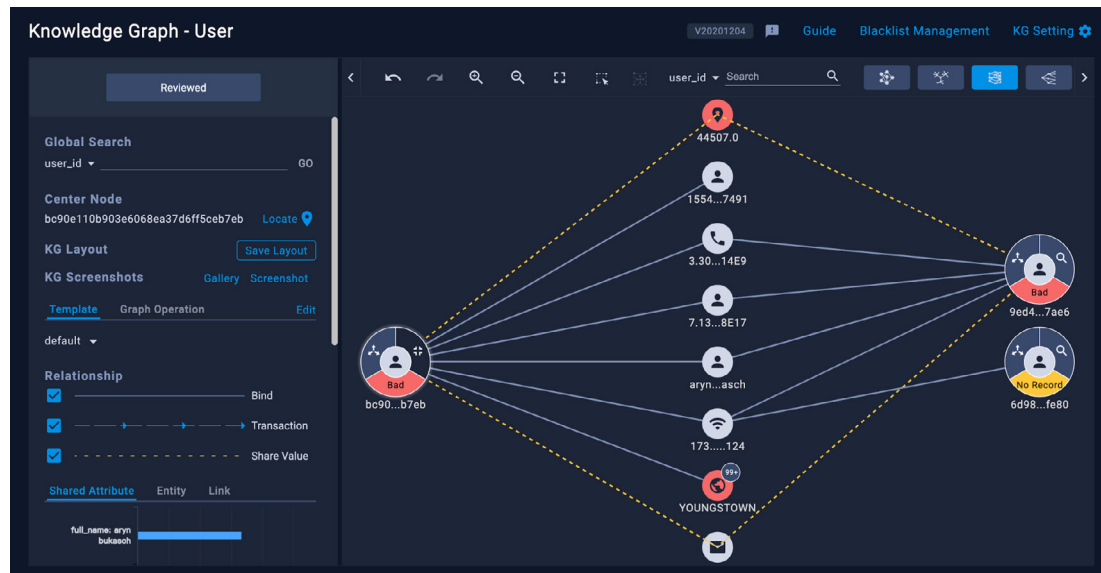 Knowledge Graph - User
V20201204
Guide
Blacklist Management
KG Setting
Reviewed
Global Search
user_id
GO
Center Node
bc90e110b903e6068ea37d6ff5ceb7eb
Locate
KG Layout
Save Layout
KG Screenshots
Gallery
Screenshot
Template
Graph Operation
Edit
default
Relationship
Bind
Transaction
Share Value
Shared Attribute
Entity
Link
full_name: aryn
bukasch
user_id
Search
44507.0
1554...7491
3.30...14E9
7.13...8E17
aryn...asch
173.....124
99+
YOUNGSTOWN
Bad
bc90...b7eb
Bad
9ed4...7ae6
No Record
6d98...fe80